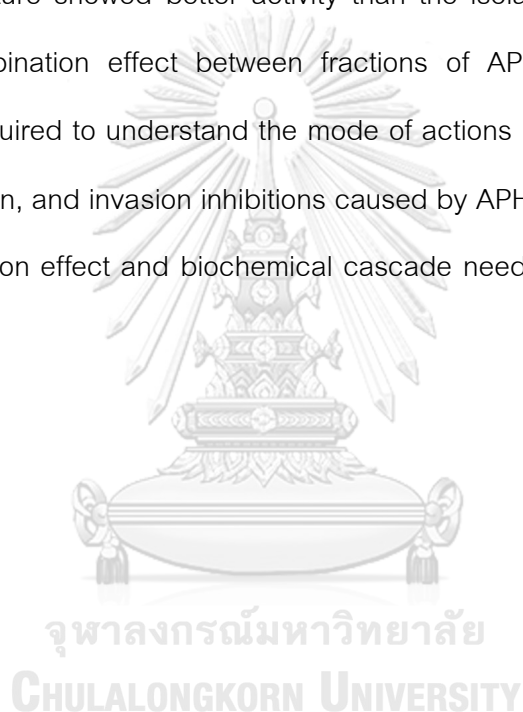 ture showed better activity than the isola
bination effect between fractions of AP
uired to understand the mode of actions
n, and invasion inhibitions caused by APH
on effect and biochemical cascade need
จุฬาลงกรณ์มหาวิทยาลัย
CHULALONGKORN UNIVERSITY